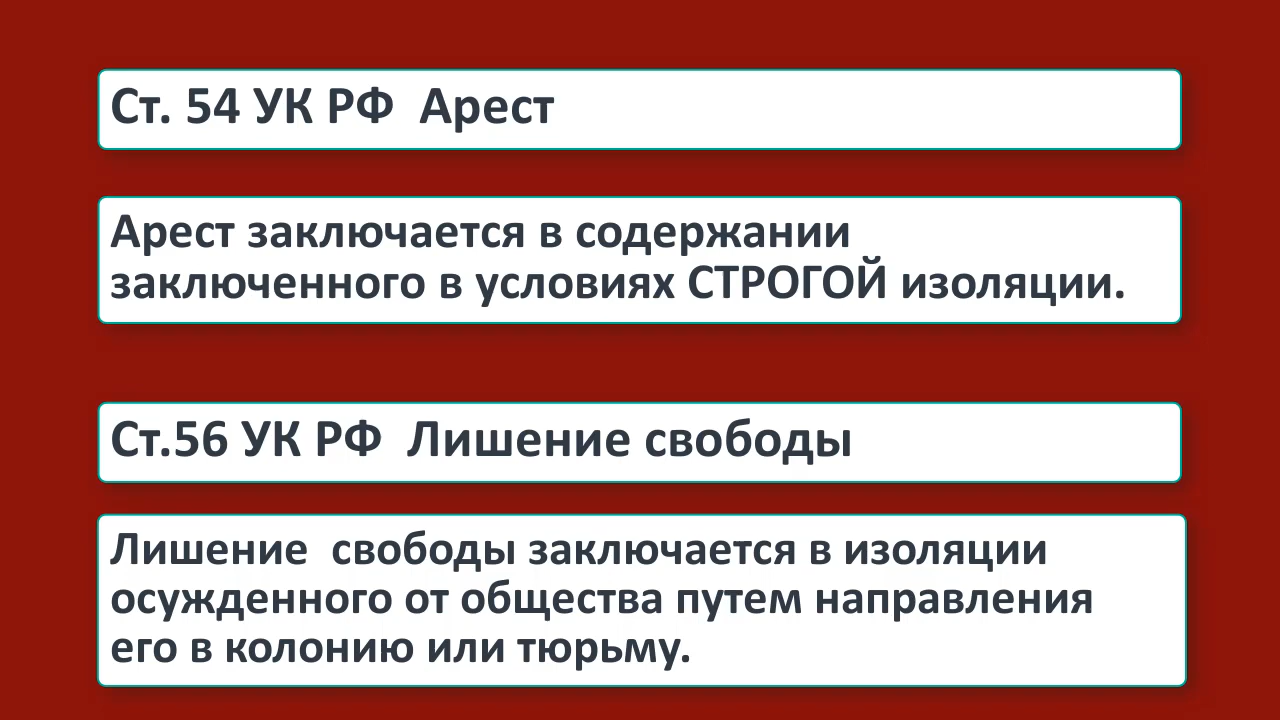 Ст. 54 УК РФ  Арест
Арест заключается в содержании
заключенного в условиях СТРОГОЙ изоляции.
Ст.56 УК РФ  Лишение свободы
Лишение  свободы заключается в изоляции
осужденного от общества путем направления
его в колонию или тюрьму.